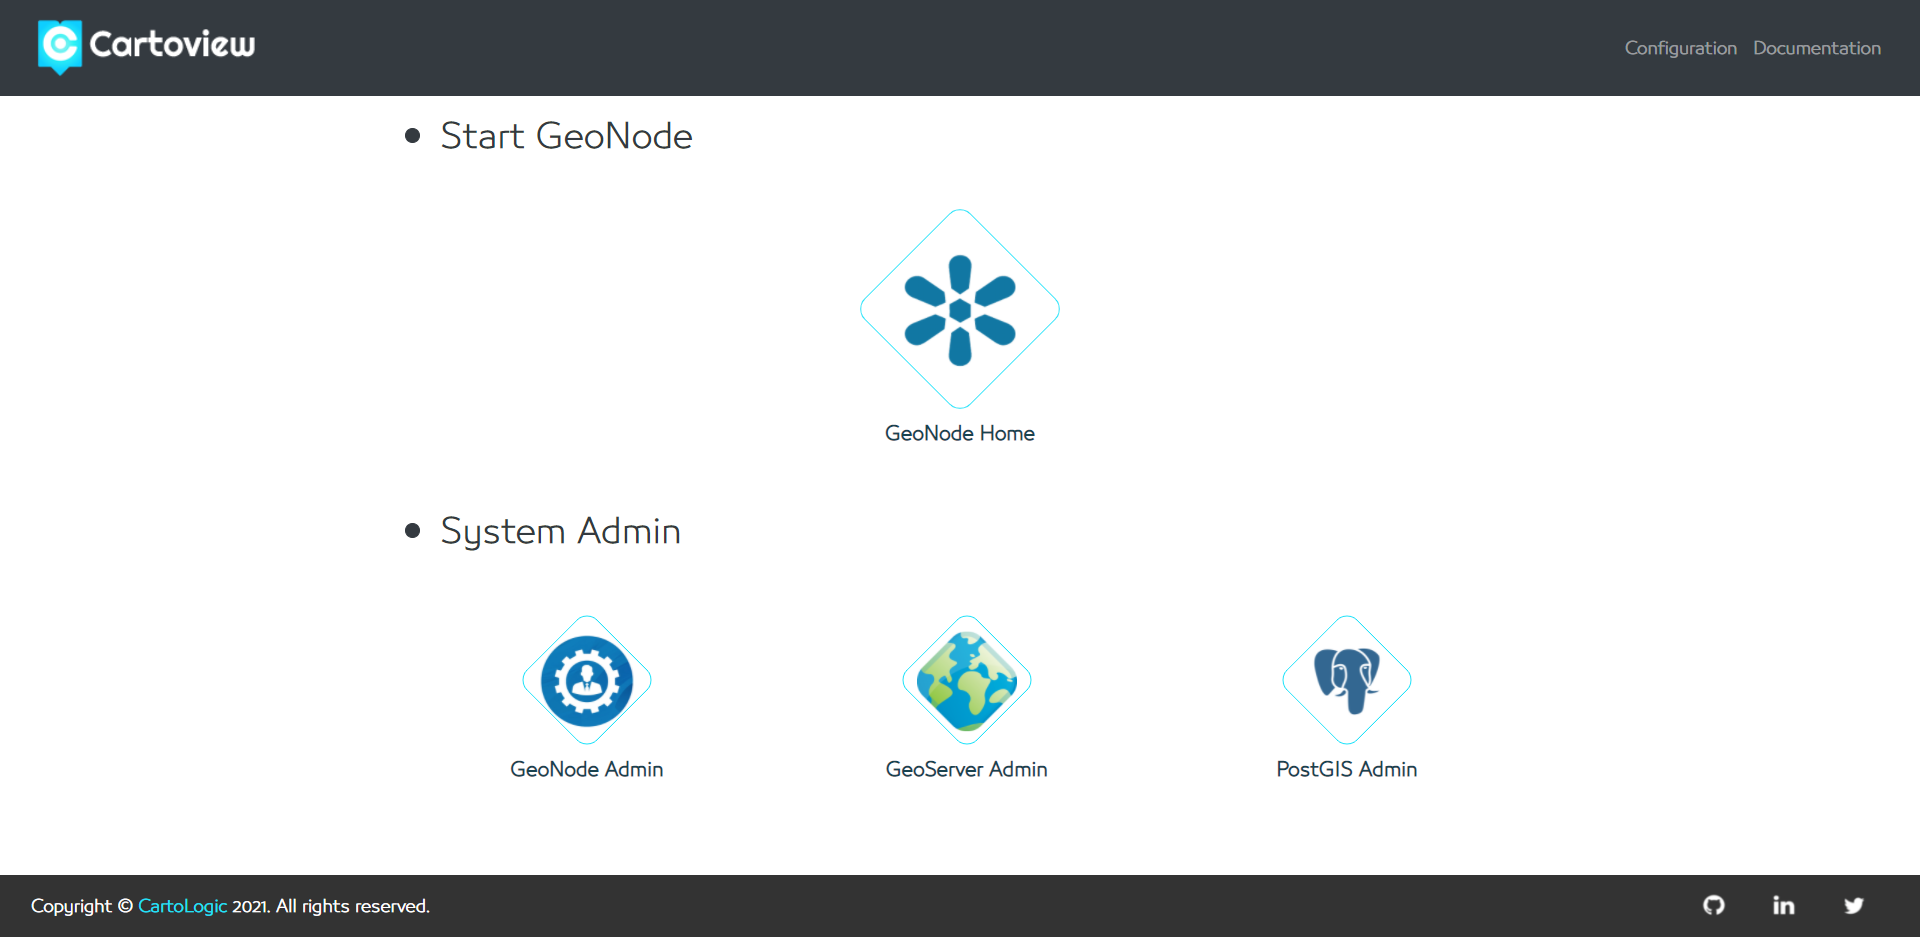 Cartoview
Configuration Documentation
Start GeoNode
GeoNode Home
System Admin
GeoNode Admin
GeoServer Admin
PostGIS Admin
Copyright © CartoLogic 2021. All rights reserved.
in